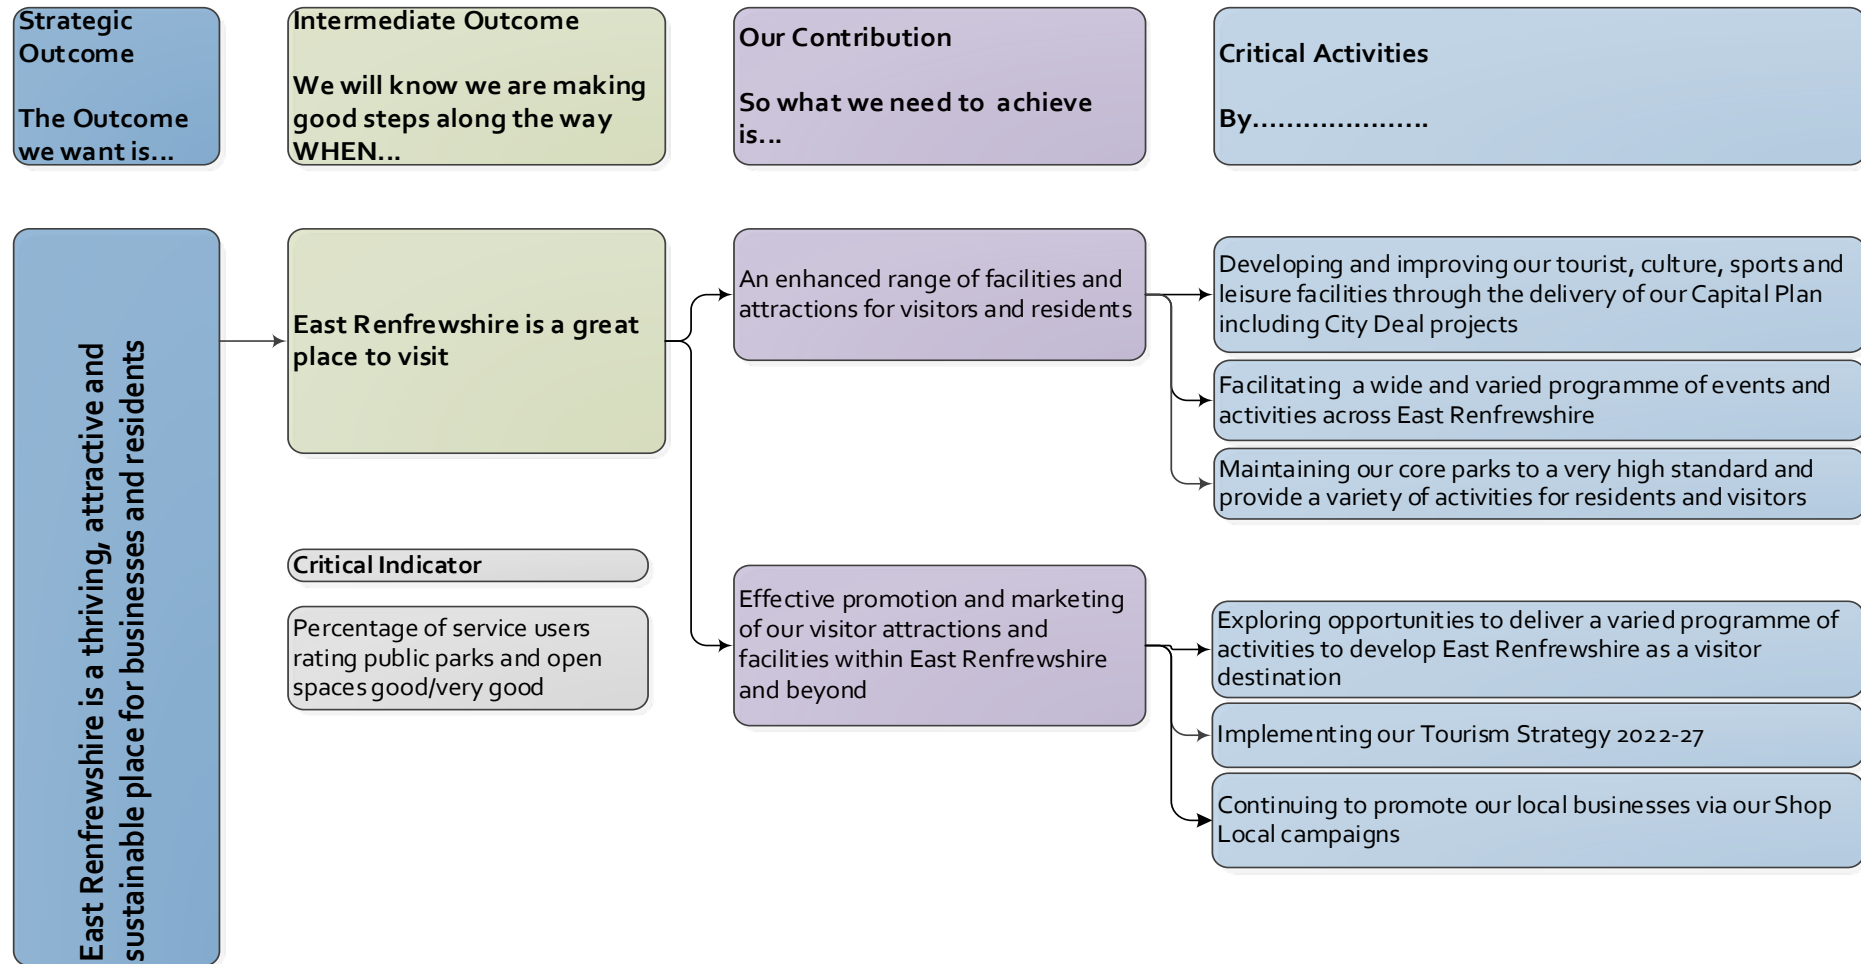 Strategic
Outcome
The Outcome
we want is...
Intermediate Outcome
We will know we are making
good steps along the way
WHEN...
Our Contribution
So what we need to achieve
is...
Critical Activities
By.....................
East Renfrewshire is a thriving, attractive and
sustainable place for businesses and residents
East Renfrewshire is a great
place to visit
Critical Indicator
Percentage of service users
rating public parks and open
spaces good/very good
An enhanced range of facilities and
attractions for visitors and residents
Developing and improving our tourist, culture, sports and
leisure facilities through the delivery of our Capital Plan
including City Deal projects
Facilitating a wide and varied programme of events and
activities across East Renfrewshire
Maintaining our core parks to a very high standard and
provide a variety of activities for residents and visitors
Effective promotion and marketing
of our visitor attractions and
facilities within East Renfrewshire
and beyond
Exploring opportunities to deliver a varied programme of
activities to develop East Renfrewshire as a visitor
destination
Implementing our Tourism Strategy 2022-27
Continuing to promote our local businesses via our Shop
Local campaigns